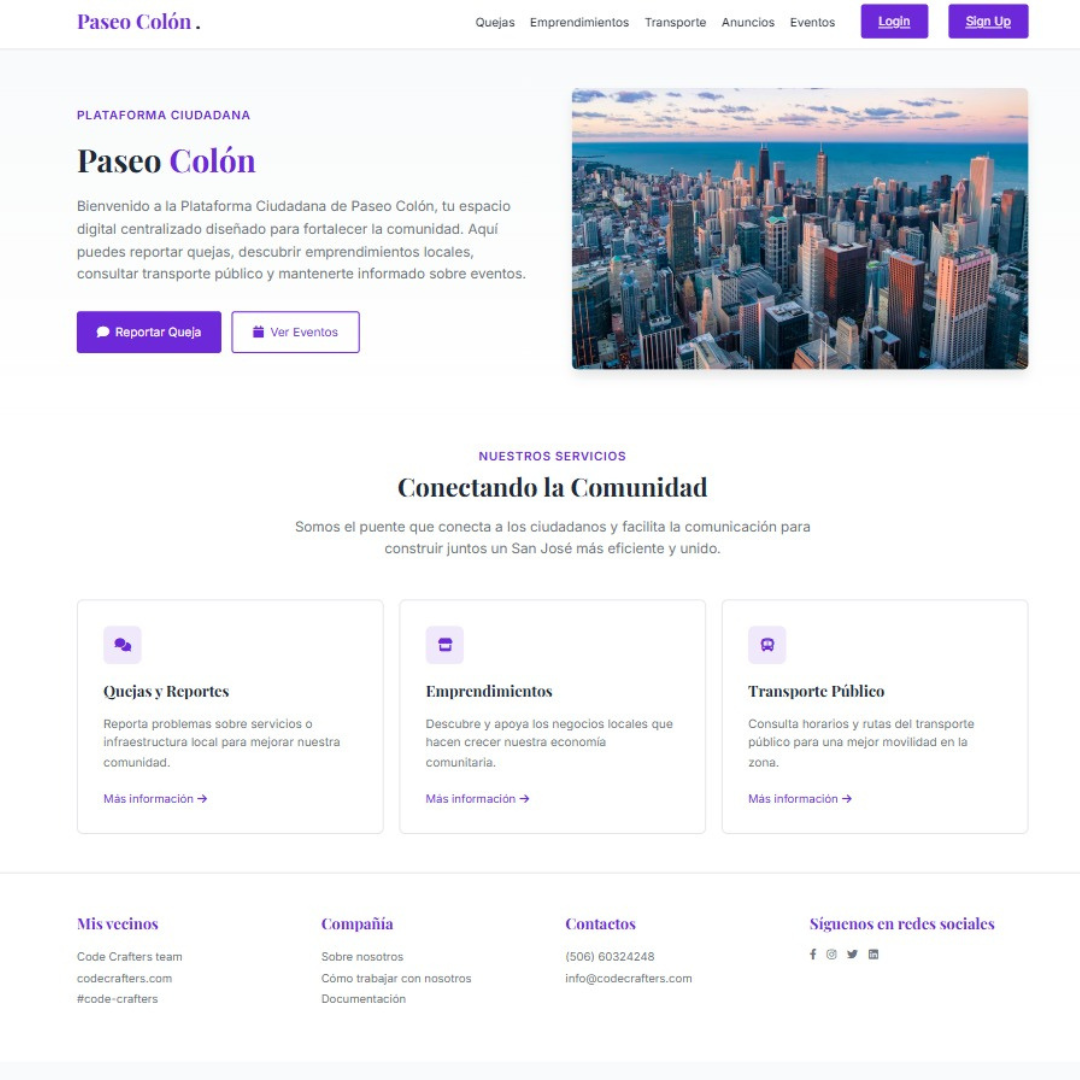 Paseo Colón .
Quejas Emprendimientos Transporte Anuncios Eventos Login Sign Up
PLATAFORMA CIUDADANA
Paseo Colón
Bienvenido a la Plataforma Ciudadana de Paseo Colón, tu espacio
digital centralizado diseñado para fortalecer la comunidad. Aquí
puedes reportar quejas, descubrir emprendimientos locales,
consultar transporte público y mantenerte informado sobre eventos.
Reportar Queja Ver Eventos
NUESTROS SERVICIOS
Conectando la Comunidad
Somos el puente que conecta a los ciudadanos y facilita la comunicación para
construir juntos un San José más eficiente y unido.
Quejas y Reportes
Reporta problemas sobre servicios o
infraestructura local para mejorar nuestra
comunidad.
Más información →
Emprendimientos
Descubre y apoya los negocios locales que
hacen crecer nuestra economía
comunitaria.
Más información →
Transporte Público
Consulta horarios y rutas del transporte
público para una mejor movilidad en la
zona.
Más información →
Mis vecinos
Code Crafters team
codecrafters.com
#code-crafters
Compañía
Sobre nosotros
Cómo trabajar con nosotros
Documentación
Contactos
(506) 60324248
info@codecrafters.com
Síguenos en redes sociales